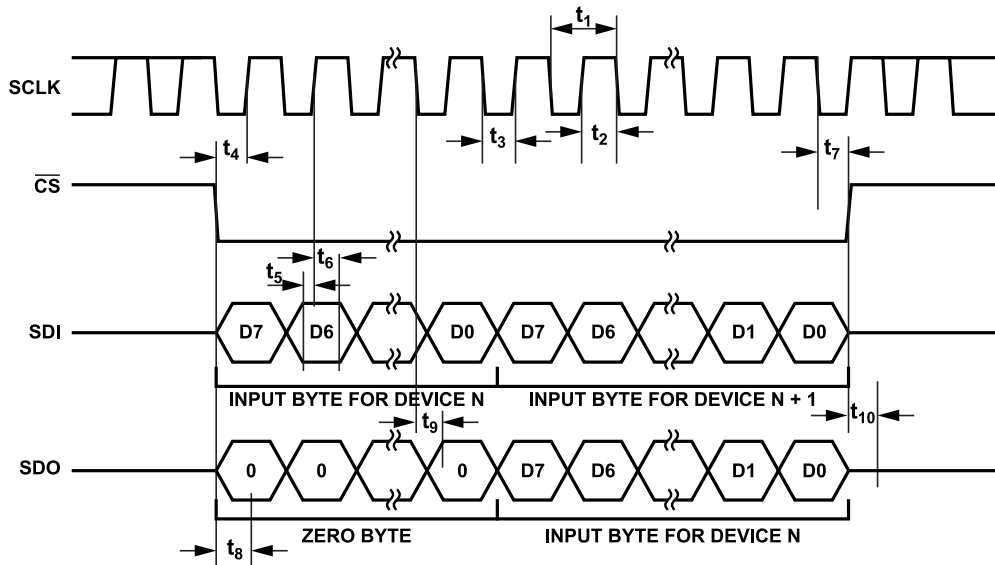 t1
SCLK
t4
t3
t2
t7
CS
t6
t5
SDI
D7
D6
D0
D7
D6
D1
D0
INPUT BYTE FOR DEVICE N
INPUT BYTE FOR DEVICE N + 1
t9
t10
SDO
0
0
0
D7
D6
D1
D0
ZERO BYTE
INPUT BYTE FOR DEVICE N
t8